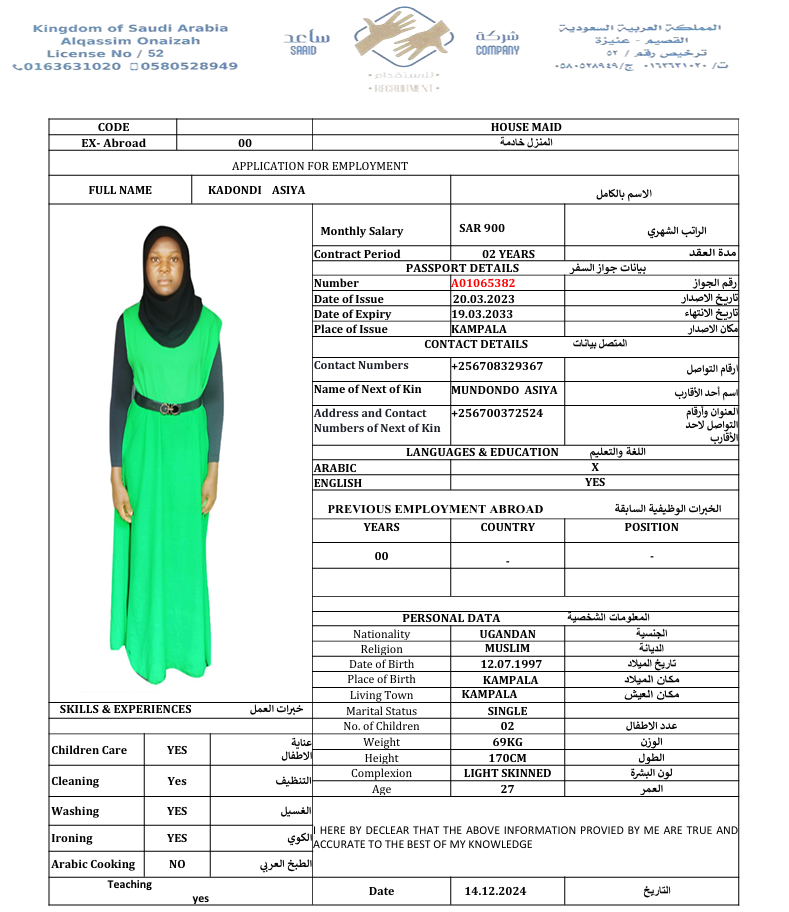 Kingdom of Saudi Arabia
Alqassim Onaizah
License No / 52
0163631020 0580528949
ساعد
SAAID
شركة
COMPANY
للاستقدام
RECRUITMENT
المملكة العربية السعودية
القصيم - عنيزة
ترخيص رقم / ٥٢
ت/ ٠١٦٣٦٣١٠٢٠ ج/ ٠٥٨٠٥٢٨٩٤٩
CODE HOUSE MAID
EX- Abroad 00 المنزل خادمة
APPLICATION FOR EMPLOYMENT
FULL NAME KADONDI ASIYA الاسم بالكامل
Monthly Salary SAR 900 الراتب الشهري
Contract Period 02 YEARS مدة العقد
PASSPORT DETAILS بيانات جواز السفر
Number A01065382 رقم الجواز
Date of Issue 20.03.2023 تاريخ الاصدار
Date of Expiry 19.03.2033 تاريخ الانتهاء
Place of Issue KAMPALA مكان الاصدار
CONTACT DETAILS المتصل بيانات
Contact Numbers +256708329367 ارقام التواصل
Name of Next of Kin MUNDONDO ASIYA اسم أحد الأقارب
Address and Contact +256700372524 العنوان وأرقام
Numbers of Next of Kin التواصل لاحد
الأقارب
LANGUAGES & EDUCATION اللغة والتعليم
ARABIC X
ENGLISH YES
PREVIOUS EMPLOYMENT ABROAD الخبرات الوظيفية السابقة
YEARS COUNTRY POSITION
00 - -
PERSONAL DATA المعلومات الشخصية
Nationality UGANDAN الجنسية
Religion MUSLIM الديانة
Date of Birth 12.07.1997 تاريخ الميلاد
Place of Birth KAMPALA مكان الميلاد
Living Town KAMPALA مكان العيش
Marital Status SINGLE
No. of Children 02 عدد الاطفال
Weight 69KG الوزن
Height 170CM الطول
Complexion LIGHT SKINNED لون البشرة
Age 27 العمر
SKILLS & EXPERIENCES خبرات العمل
Children Care YES عناية
الاطفال
Cleaning Yes التنظيف
Washing YES الغسيل
Ironing YES الكوي
Arabic Cooking NO الطبخ العربي
Teaching
yes
I HERE BY DECLEAR THAT THE ABOVE INFORMATION PROVIED BY ME ARE TRUE AND
ACCURATE TO THE BEST OF MY KNOWLEDGE
Date 14.12.2024 التاريخ